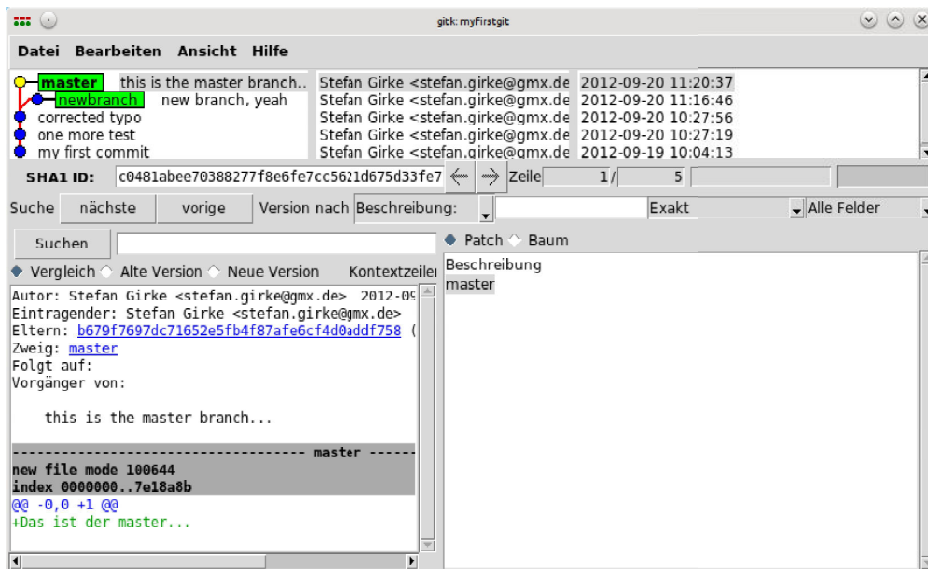 gitk: myfirstgit
Datei Bearbeiten Ansicht Hilfe
master this is the master branch.. Stefan Girke <stefan.girke@gmx.de 2012-09-20 11:20:37
newbranch new branch, yeah Stefan Girke <stefan.girke@gmx.de 2012-09-20 11:16:46
corrected typo Stefan Girke <stefan.girke@gmx.de 2012-09-20 10:27:56
one more test Stefan Girke <stefan.girke@gmx.de 2012-09-20 10:27:19
my first commit Stefan Girke <stefan.girke@gmx.de 2012-09-19 10:04:13
SHA1 ID: c0481abee70388277f8e6fe7cc5621d675d33fe7 Zeile 1 / 5
Suche nächste vorige Version nach Beschreibung: Exakt Alle Felder
Suchen
Vergleich Alte Version Neue Version Kontextzeilen
Patch Baum
Autor: Stefan Girke <stefan.girke@gmx.de> 2012-09
Eintragender: Stefan Girke <stefan.girke@gmx.de>
Eltern: b679f7697dc71652e5fb4f87afe6cf4d0addf758 (
Zweig: master
Folgt auf:
Vorgänger von:
this is the master branch...
----------------------------------- master ------
new file mode 100644
index 0000000..7e18a8b
@@ -0,0 +1 @@
+Das ist der master...
Beschreibung
master